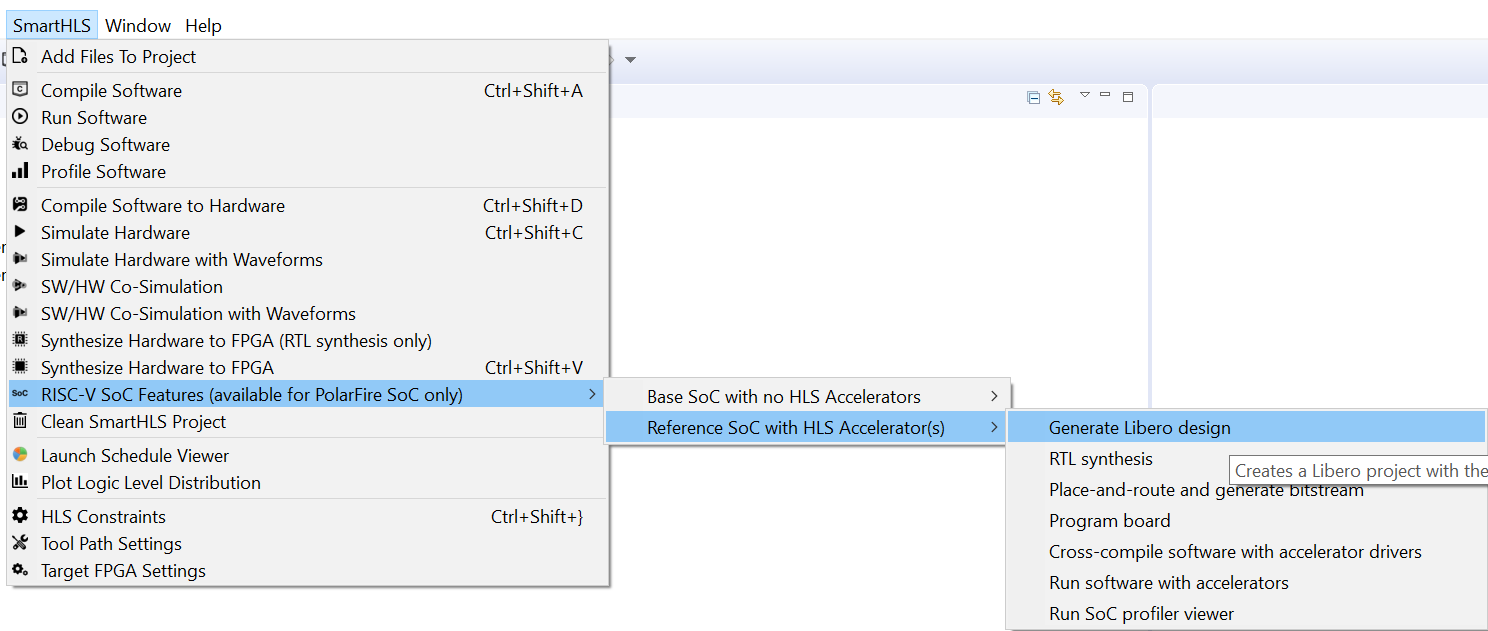 SmartHLS Window Help
Add Files To Project
Compile Software Ctrl+Shift+A
Run Software
Debug Software
Profile Software
Compile Software to Hardware Ctrl+Shift+D
Simulate Hardware Ctrl+Shift+C
Simulate Hardware with Waveforms
SW/HW Co-Simulation
SW/HW Co-Simulation with Waveforms
Synthesize Hardware to FPGA (RTL synthesis only)
Synthesize Hardware to FPGA Ctrl+Shift+V
SoC RISC-V SoC Features (available for PolarFire SoC only)
Clean SmartHLS Project
Launch Schedule Viewer
Plot Logic Level Distribution
HLS Constraints Ctrl+Shift+}
Tool Path Settings
Target FPGA Settings
Base SoC with no HLS Accelerators
Reference SoC with HLS Accelerator(s)
Generate Libero design
RTL synthesis
Creates a Libero project with the
Place-and-route and generate bitstream
Program board
Cross-compile software with accelerator drivers
Run software with accelerators
Run SoC profiler viewer